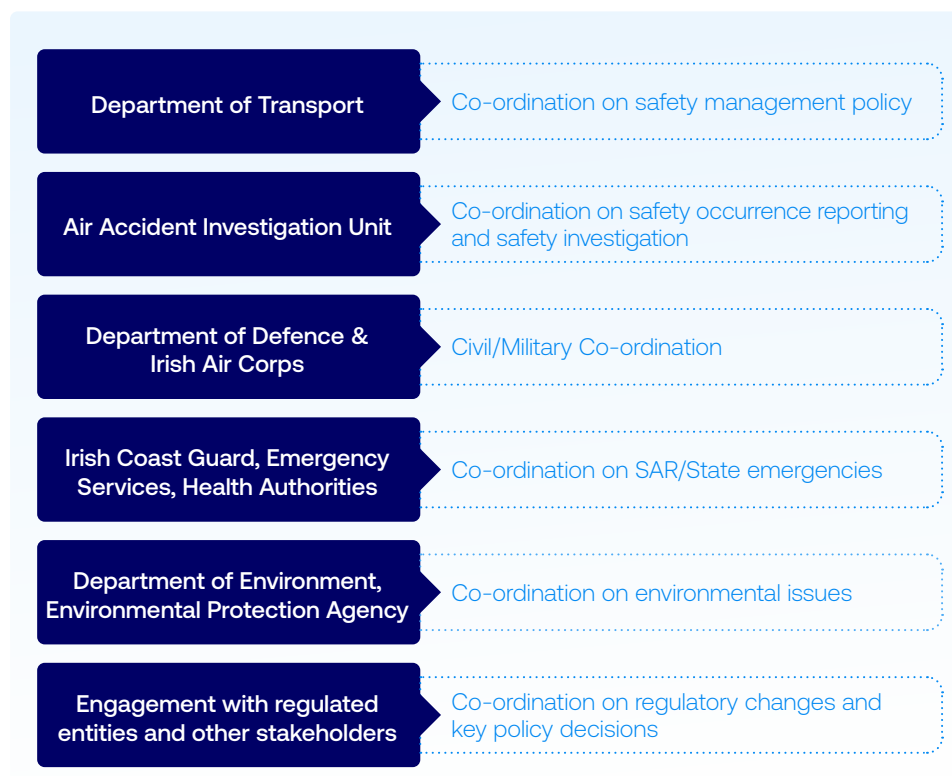 Department of Transport
Co-ordination on safety management policy
Air Accident Investigation Unit
Co-ordination on safety occurrence reporting
and safety investigation
Department of Defence &
Irish Air Corps
Civil/Military Co-ordination
Irish Coast Guard, Emergency
Services, Health Authorities
Co-ordination on SAR/State emergencies
Department of Environment,
Environmental Protection Agency
Co-ordination on environmental issues
Engagement with regulated
entities and other stakeholders
Co-ordination on regulatory changes and
key policy decisions